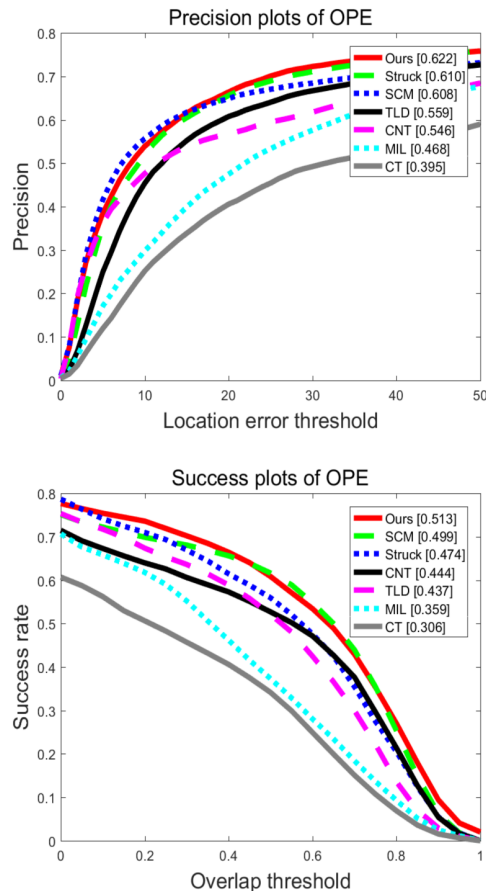 Precision plots of OPE
0.8
0.7
0.6
0.5
0.4
0.3
0.2
0.1
0
Precision
Ours [0.622]
Struck [0.610]
SCM [0.608]
TLD [0.559]
CNT [0.546]
MIL [0.468]
CT [0.395]
0 10 20 30 40 50
Location error threshold
Success plots of OPE
0.8
0.7
0.6
0.5
0.4
0.3
0.2
0.1
0
Success rate
Ours [0.513]
SCM [0.499]
Struck [0.474]
CNT [0.444]
TLD [0.437]
MIL [0.359]
CT [0.306]
0 0.2 0.4 0.6 0.8 1
Overlap threshold